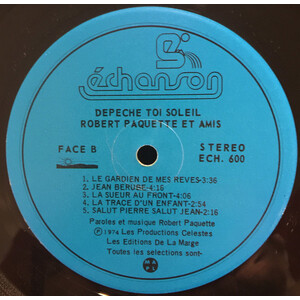 échanson
DEPECHE TOI SOLEIL
ROBERT PAQUETTE ET AMIS
FACE B
STEREO
ECH. 600
1. LE GARDIEN DE MES REVES-3:36
2. JEAN BERUBE-4:16
3. LA SUEUR AU FRONT-4:06
4. LA TRACE D'UN ENFANT-2:54
5. SALUT PIERRE SALUT JEAN-2:16
Paroles et musique Robert Paquette
℗ 1974 Les Productions Celestes
Les Editions De La Marge
Toutes les sélections sont-